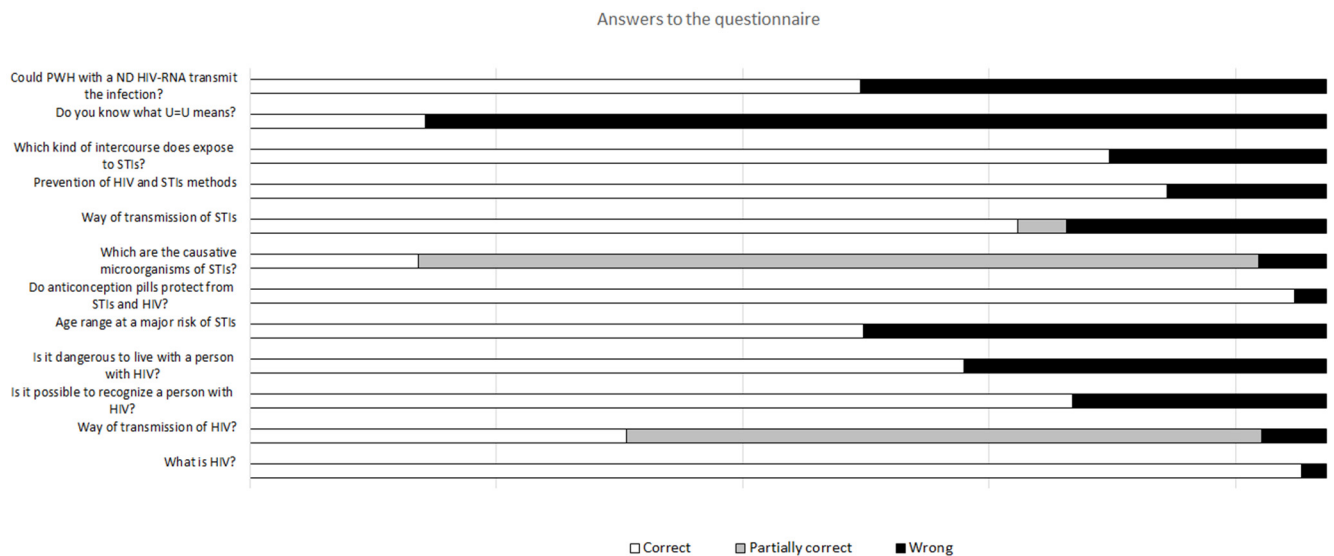 Answers to the questionnaire
Could PWH with a ND HIV-RNA transmit
the infection?
Do you know what U=U means?
Which kind of intercourse does expose
to STIs?
Prevention of HIV and STIs methods
Way of transmission of STIs
Which are the causative
microorganisms of STIs?
Do anticonception pills protect from
STIs and HIV?
Age range at a major risk of STIs
Is it dangerous to live with a person
with HIV?
Is it possible to recognize a person with
HIV?
Way of transmission of HIV?
What is HIV?
Correct
Partially correct
Wrong